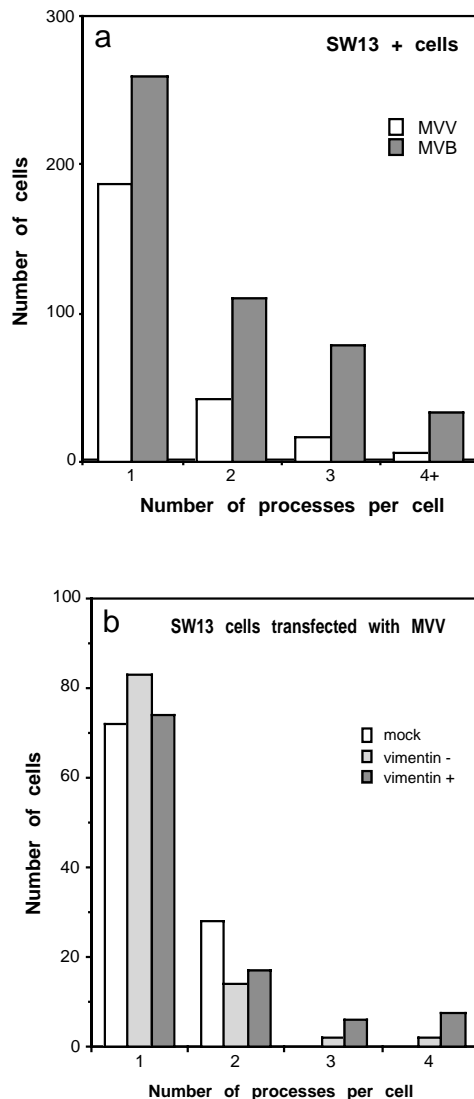 a
SW13 + cells
300
200
100
0
Number of cells
MVV
MVB
1 2 3 4+
Number of processes per cell
b
SW13 cells transfected with MVV
100
80
60
40
20
0
Number of cells
mock
vimentin -
vimentin +
1 2 3 4
Number of processes per cell